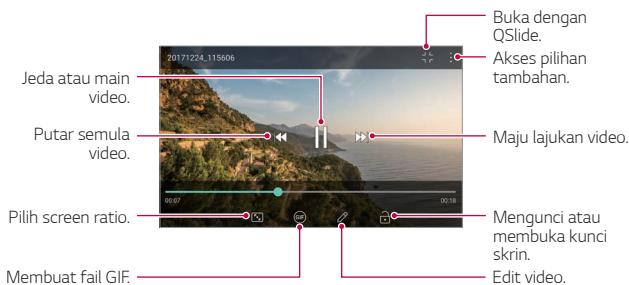 Buka dengan
QSlide.
Akses pilihan
tambahan.
20171224_115606
Jeda atau main
video.
Putar semula
video.
Maju lajukan video.
00:07
00:18
Pilih screen ratio.
GIF
Mengunci atau
membuka kunci
skrin.
Membuat fail GIF.
Edit video.